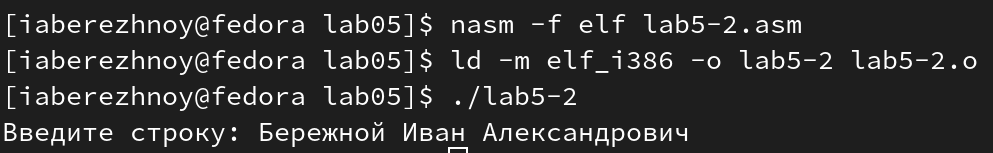 [iaberezhnoy@fedora lab05]$ nasm -f elf lab5-2.asm
[iaberezhnoy@fedora lab05]$ ld -m elf_i386 -o lab5-2 lab5-2.o
[iaberezhnoy@fedora lab05]$ ./lab5-2
Введите строку: Бережной Иван Александрович